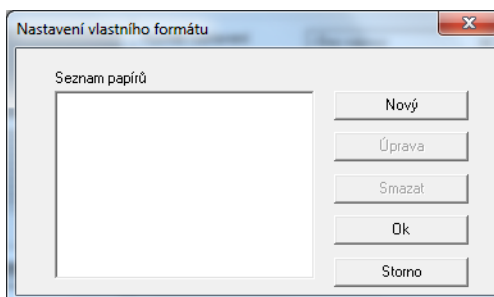 Nastavení vlastního formátu
Seznam papírů
Nový
Úprava
Smazat
Ok
Storno